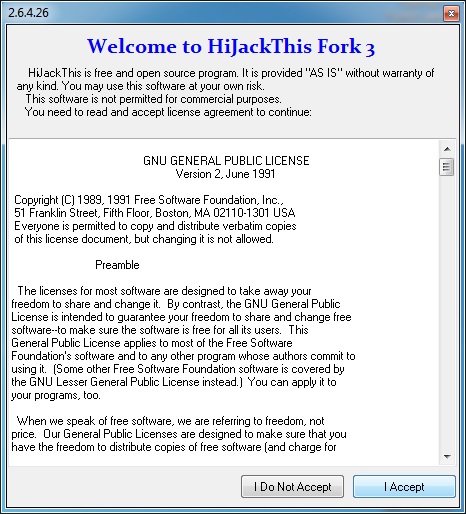 2.6.4.26
Welcome to HiJackThis Fork 3
HiJackThis is free and open source program. It is provided "AS IS" without warranty of
any kind. You may use this software at your own risk.
This software is not permitted for commercial purposes.
You need to read and accept license agreement to continue:
GNU GENERAL PUBLIC LICENSE
Version 2, June 1991
Copyright (C) 1989, 1991 Free Software Foundation, Inc.,
51 Franklin Street, Fifth Floor, Boston, MA 02110-1301 USA
Everyone is permitted to copy and distribute verbatim copies
of this license document, but changing it is not allowed.
Preamble
The licenses for most software are designed to take away your
freedom to share and change it.  By contrast, the GNU General Public
License is intended to guarantee your freedom to share and change free
software--to make sure the software is free for all its users.  This
General Public License applies to most of the Free Software
Foundation's software and to any other program whose authors commit to
using it.  (Some other Free Software Foundation software is covered by
the GNU Lesser General Public License instead.)  You can apply it to
your programs, too.
When we speak of free software, we are referring to freedom, not
price.  Our General Public Licenses are designed to make sure that you
have the freedom to distribute copies of free software (and charge for
I Do Not Accept
I Accept